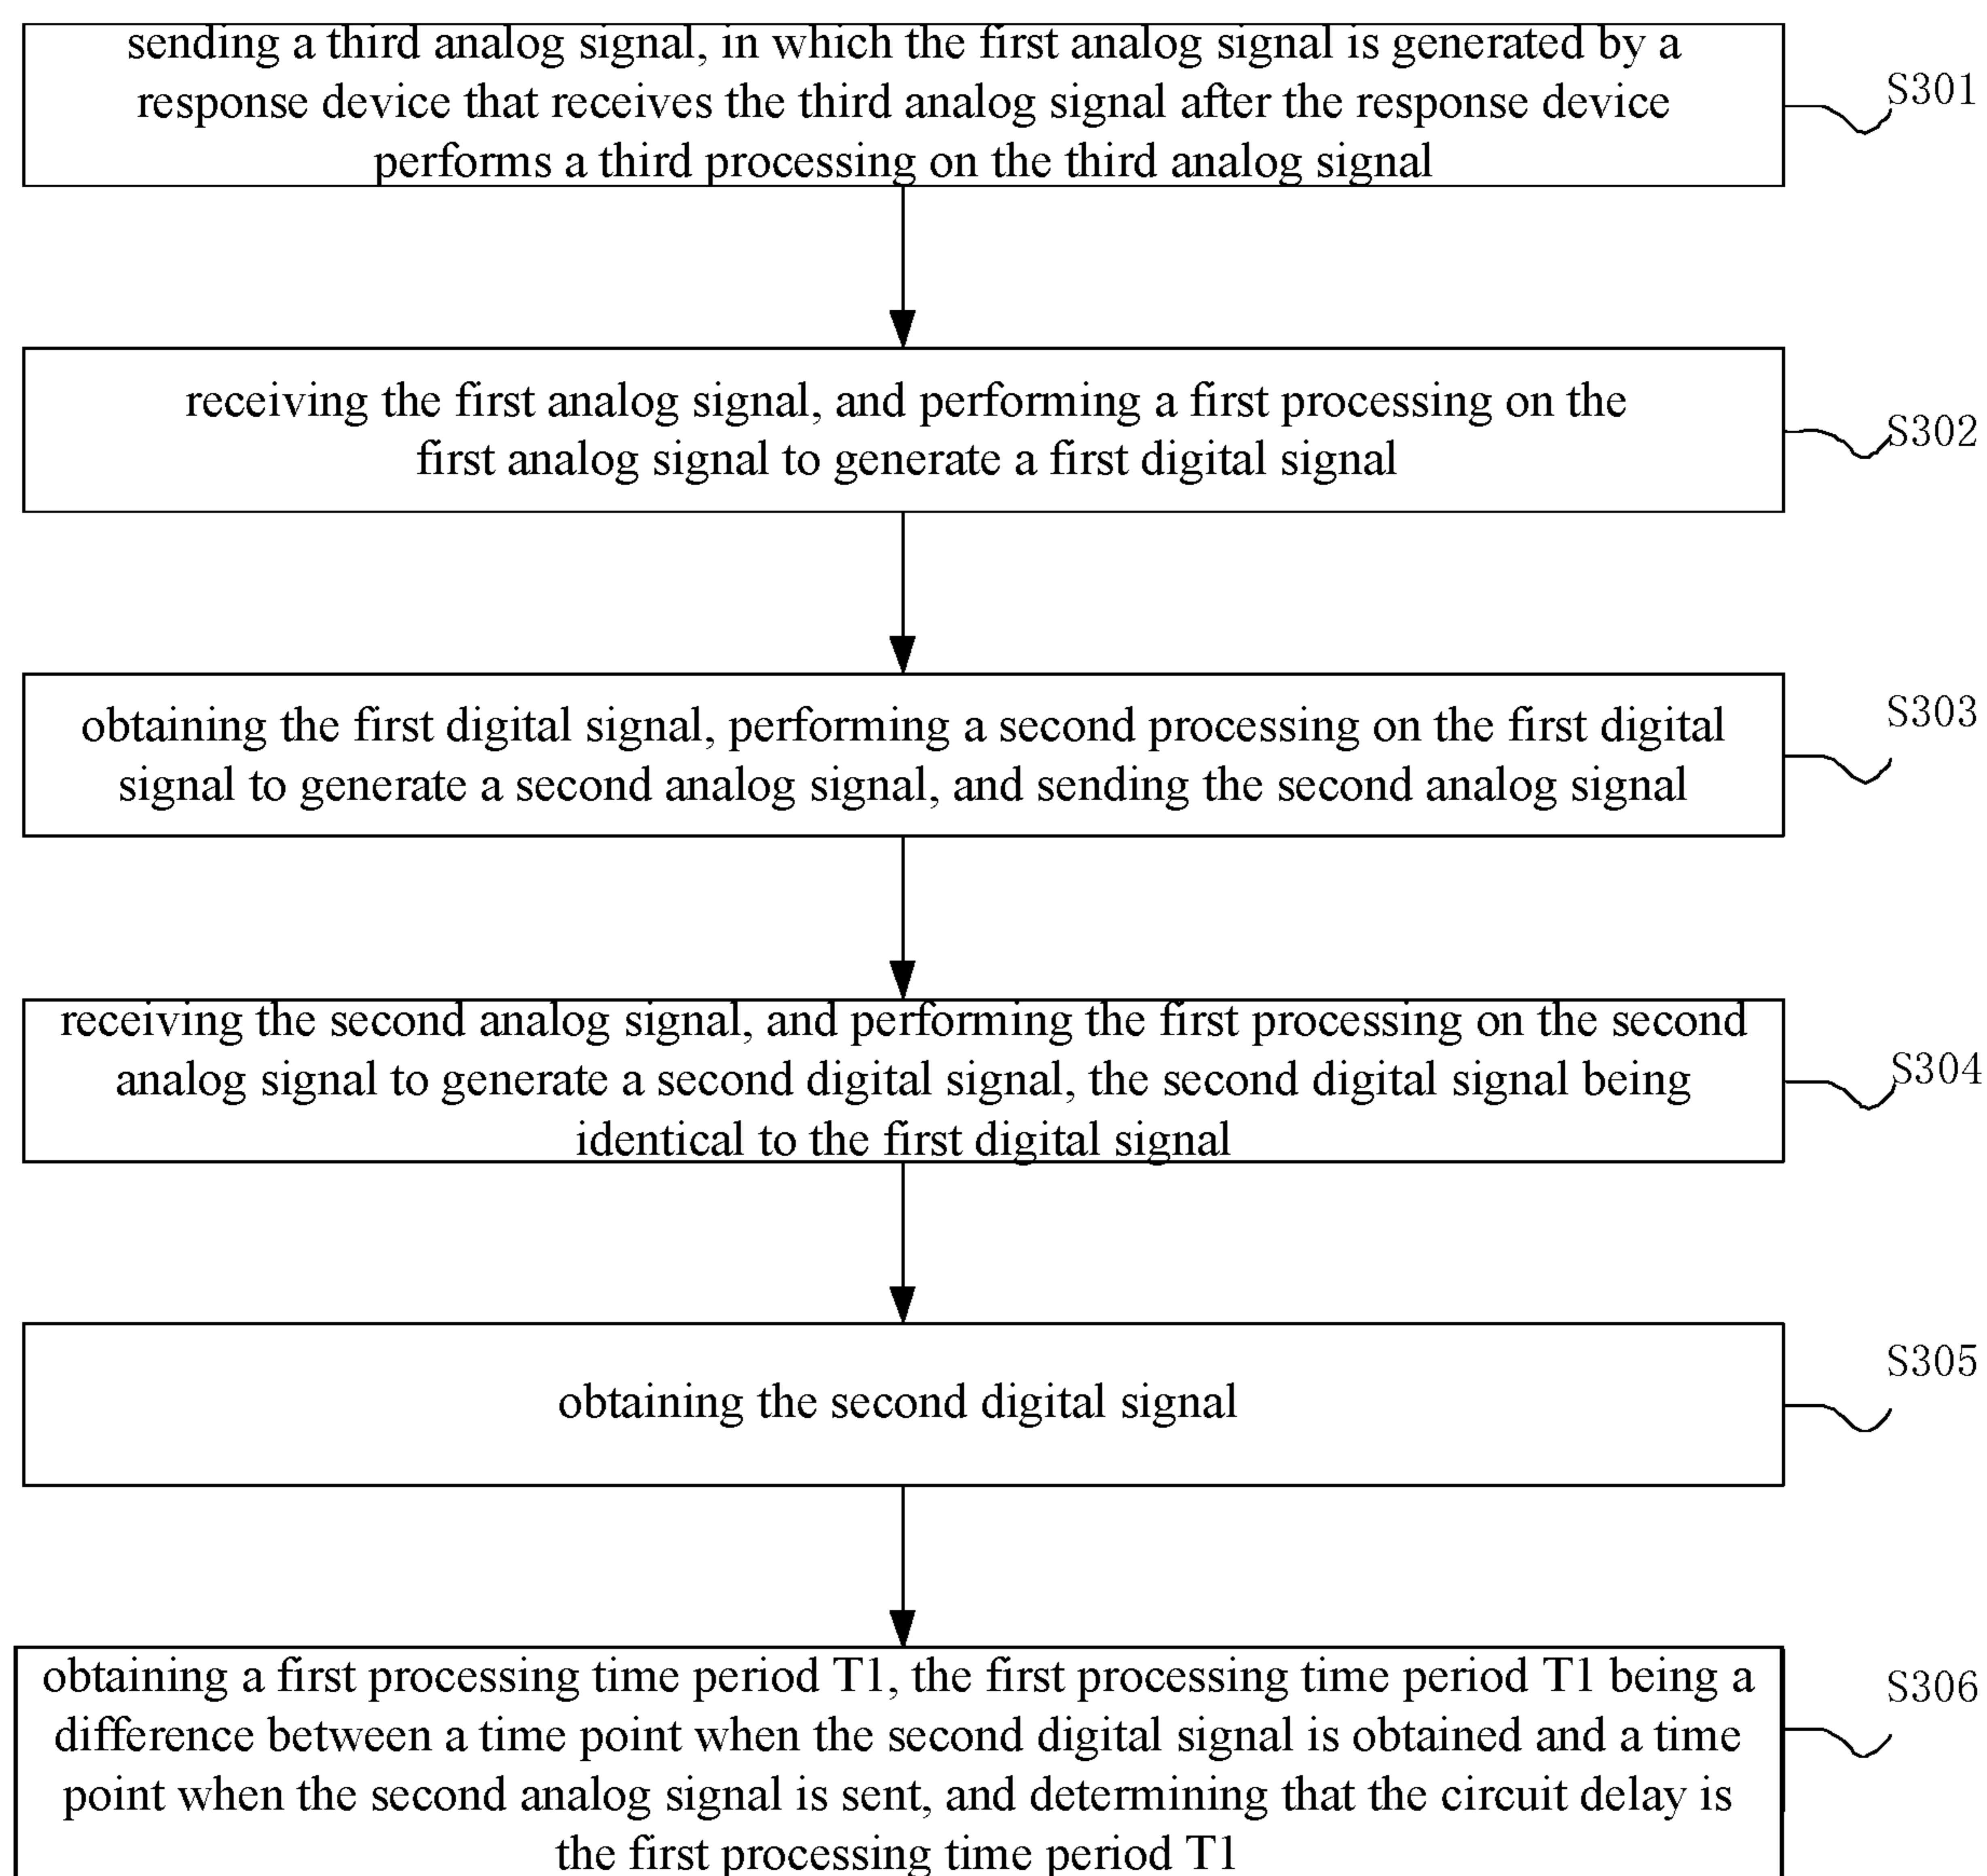 sending a third analog signal, in which the first analog signal is generated by a
response device that receives the third analog signal after the response device
performs a third processing on the third analog signal
S301
receiving the first analog signal, and performing a first processing on the
first analog signal to generate a first digital signal
S302
obtaining the first digital signal, performing a second processing on the first digital
signal to generate a second analog signal, and sending the second analog signal
S303
receiving the second analog signal, and performing the first processing on the second
analog signal to generate a second digital signal, the second digital signal being
identical to the first digital signal
S304
obtaining the second digital signal
S305
obtaining a first processing time period T1, the first processing time period T1 being a
difference between a time point when the second digital signal is obtained and a time
point when the second analog signal is sent, and determining that the circuit delay is
the first processing time period T1
S306